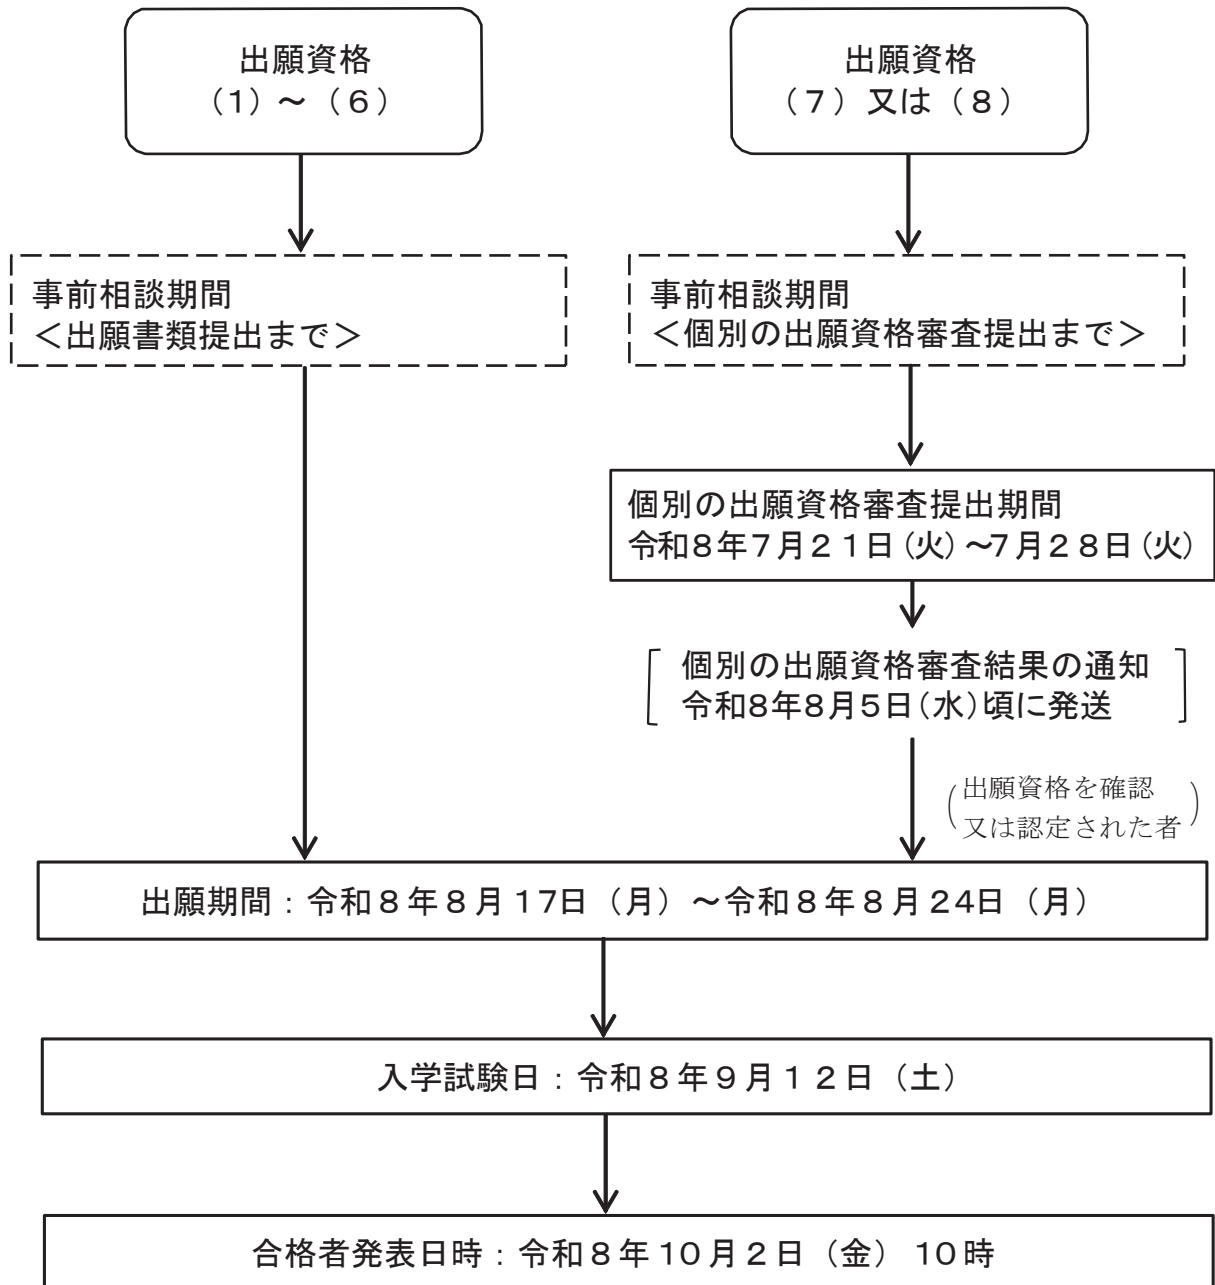 出願資格
（1）～（６）
出願資格
（７）又は（８）
事前相談期間
＜出願書類提出まで＞
事前相談期間
＜個別の出願資格審査提出まで＞
個別の出願資格審査提出期間
令和８年７月２１日（火）～７月２８日（火）
個別の出願資格審査結果の通知
令和８年８月５日（水）頃に発送
（出願資格を確認
又は認定された者）
出願期間：令和８年８月17日（月）～令和８年８月24日（月）
入学試験日：令和８年９月１２日（土）
合格者発表日時：令和８年10月２日（金）10時